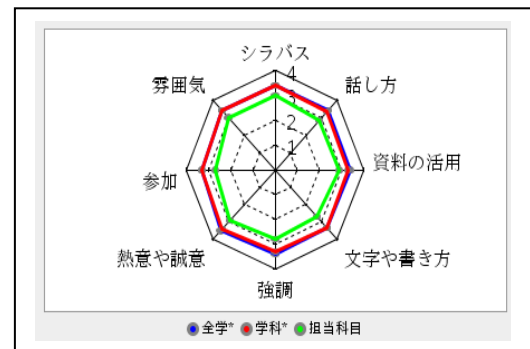 シラバス
4
雰囲気
話し方
3
2
1
参加
資料の活用
熱意や誠意
文字や書き方
強調
全学* 学科* 担当科目